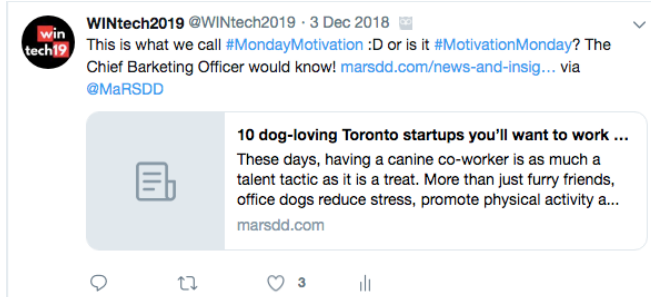 win
tech19
WINtech2019 @WINtech2019 · 3 Dec 2018
This is what we call #MondayMotivation :D or is it #MotivationMonday? The
Chief Barketing Officer would know! marsdd.com/news-and-insig... via
@MaRSDD
10 dog-loving Toronto startups you'll want to work ...
These days, having a canine co-worker is as much a
talent tactic as it is a treat. More than just furry friends,
office dogs reduce stress, promote physical activity a...
marsdd.com
3